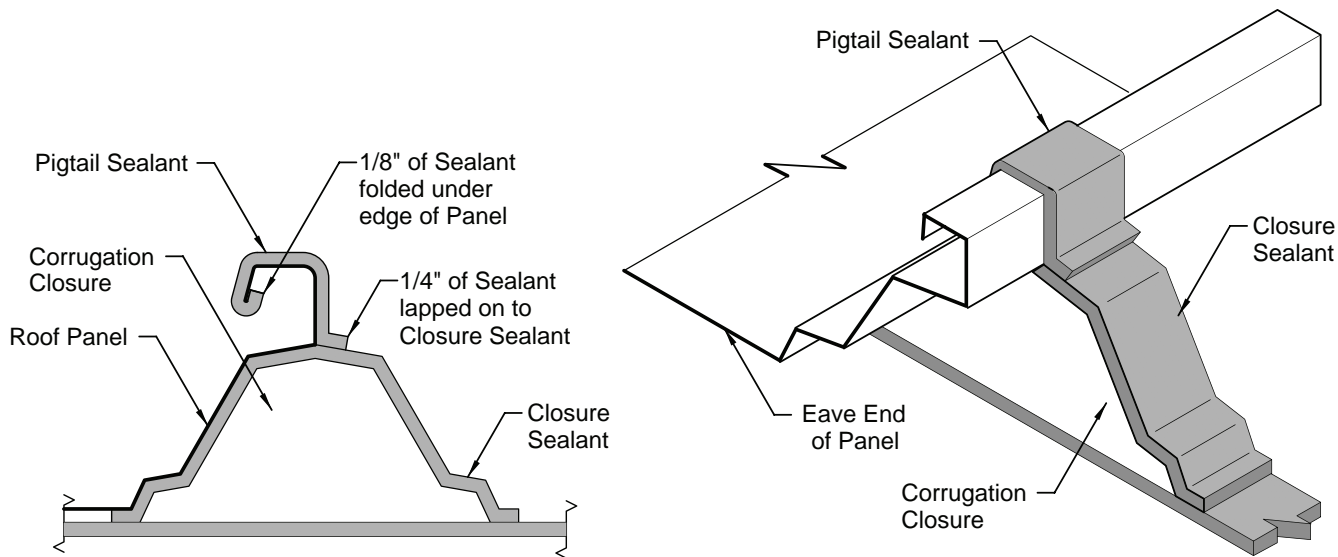 Pigtail Sealant
1/8" of Sealant
folded under
edge of Panel
Corrugation
Closure
1/4" of Sealant
lapped on to
Closure Sealant
Roof Panel
Closure
Sealant
Pigtail Sealant
Closure
Sealant
Eave End
of Panel
Corrugation
Closure